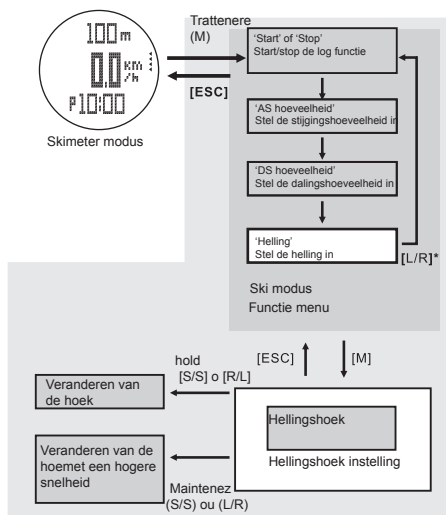 100 m
0.0 KM/h
P10:00
Skimeter modus
Trattenere
(M)
[ESC]
‘Start’ of ‘Stop’
Start/stop de log functie
‘AS hoeveelheid’
Stel de stijgingshoeveelheid in
‘DS hoeveelheid’
Stel de dalingshoeveelheid in
‘Helling’
Stel de helling in
[L/R]*
Ski modus
Functie menu
[ESC]
[M]
hold
[S/S] o [R/L]
Veranderen van
de hoek
Veranderen van de
hoemet een hogere
snelheid
Maintenez
(S/S) ou (L/R)
Hellingshoek
Hellingshoek instelling